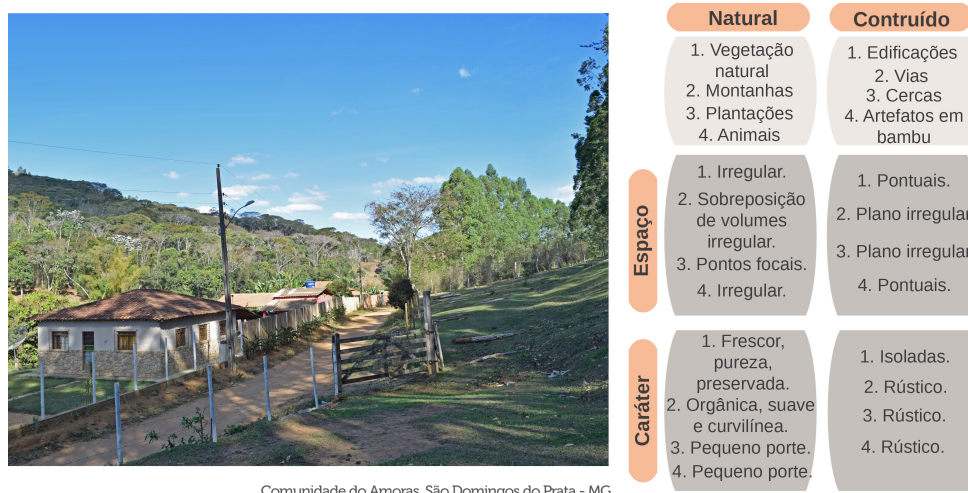 Natural
Contruído
1. Vegetação
natural
2. Montanhas
3. Plantações
4. Animais
1. Edificações
2. Vias
3. Cercas
4. Artefatos em
bambu
Espaço
1. Irregular.
2. Sobreposição
de volumes
irregular.
3. Pontos focais.
4. Irregular.
1. Pontuais.
2. Plano irregular
3. Plano irregular
4. Pontuais.
Caráter
1. Frescor,
pureza,
preservada.
2. Orgânica, suave
e curvilínea.
3. Pequeno porte.
4. Pequeno porte.
1. Isoladas.
2. Rústico.
3. Rústico.
4. Rústico.
Comunidade do Amoras, São Domingos do Prata - MG